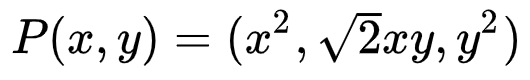 P(x, y) = (x², √2xy, y²)